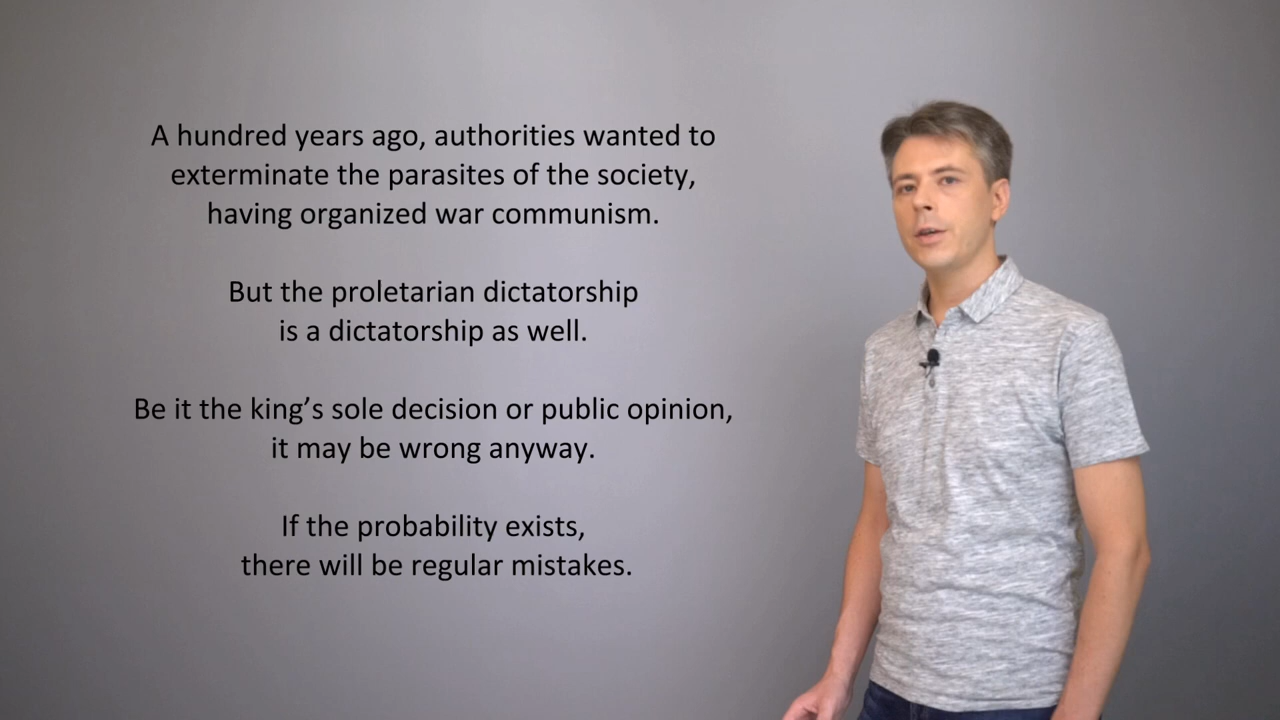 A hundred years ago, authorities wanted to
exterminate the parasites of the society,
having organized war communism.
But the proletarian dictatorship
is a dictatorship as well.
Be it the king’s sole decision or public opinion,
it may be wrong anyway.
If the probability exists,
there will be regular mistakes.